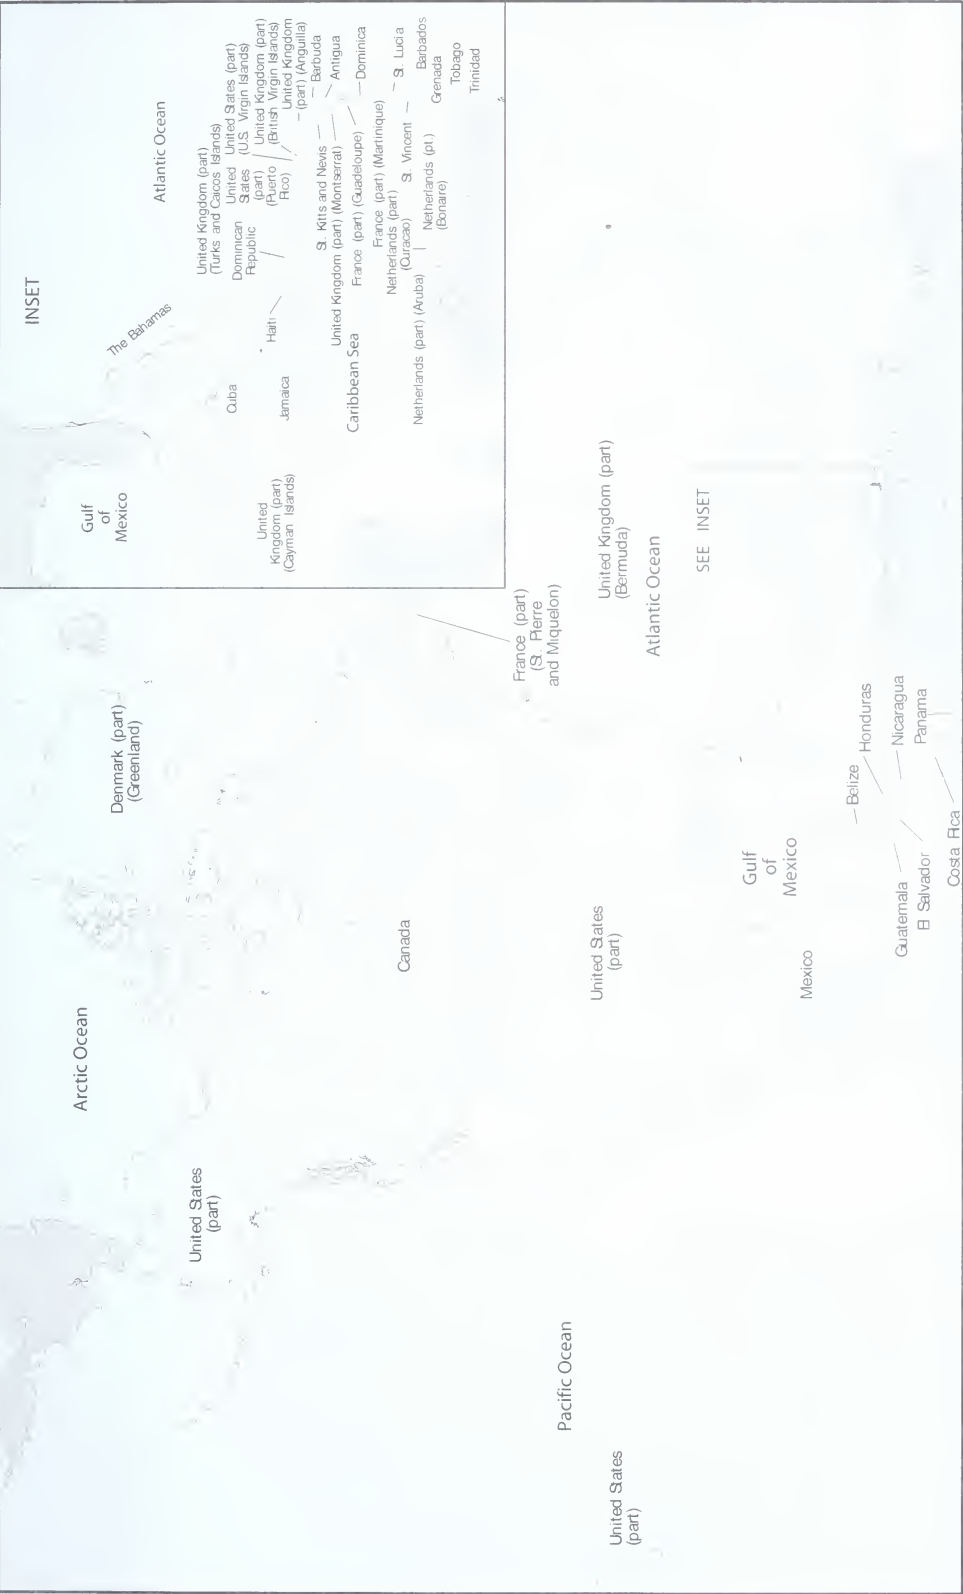 Arctic Ocean
United States
(part)
Denmark (part)
(Greenland)
Canada
France (part)
(St. Pierre
and Miquelon)
Pacific Ocean
United States
(part)
United States
(part)
United Kingdom (part)
(Bermuda)
Atlantic Ocean
SEE INSET
Gulf
of
Mexico
Mexico
Belize
Honduras
Guatemala
Nicaragua
El Salvador
Panama
Costa Rica
INSET
Gulf
of
Mexico
The Bahamas
Atlantic Ocean
United Kingdom (part)
(Turks and Caicos Islands)
Cuba
Dominican
Republic
United
States
(part)
(Puerto
Rico)
United States (part)
(U.S. Virgin Islands)
United Kingdom (part)
(British Virgin Islands)
United Kingdom
(part) (Anguilla)
United
Kingdom (part)
(Cayman Islands)
Jamaica
Haiti
Barbuda
St. Kitts and Nevis
Antigua
United Kingdom (part) (Montserrat)
Caribbean Sea
France (part) (Guadeloupe)
Dominica
France (part) (Martinique)
Netherlands (part)
(Curacao)
St. Lucia
St. Vincent
Barbados
Netherlands (part) (Aruba)
Netherlands (pt)
(Bonaire)
Grenada
Tobago
Trinidad